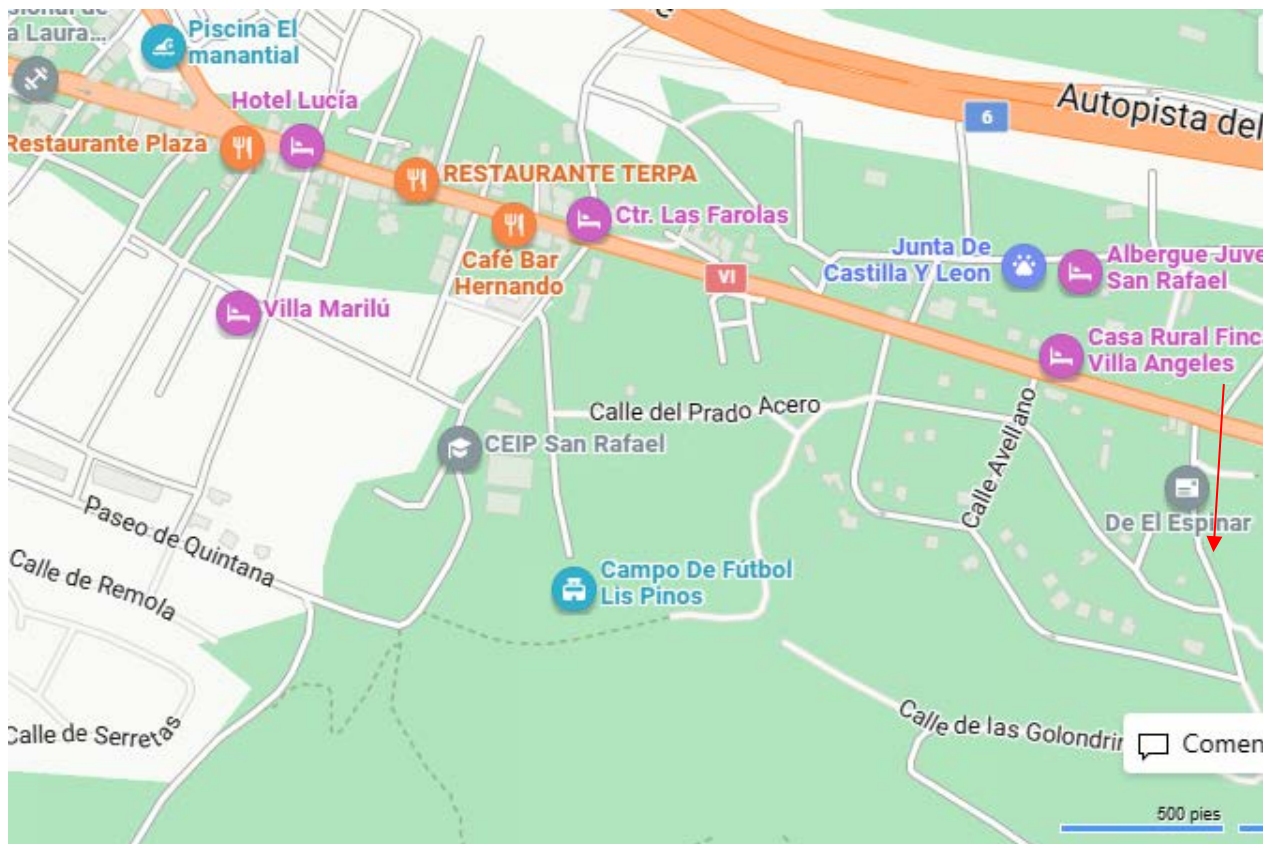 a Laura...
Piscina El
manantial
Hotel Lucía
Restaurante Plaza
RESTAURANTE TERPA
Café Bar
Hernando
Ctr. Las Farolas
VI
6
Autopista del
Junta De
Castilla Y Leon
Albergue Juve
San Rafael
Casa Rural Finc
Villa Angeles
Villa Marilú
Calle del Prado Acero
CEIP San Rafael
Calle Avellano
De El Espinar
Paseo de Quintana
Calle de Remola
Campo De Fútbol
Lis Pinos
Calle de Serretas
Calle de las Golondrin
Comen
500 pies